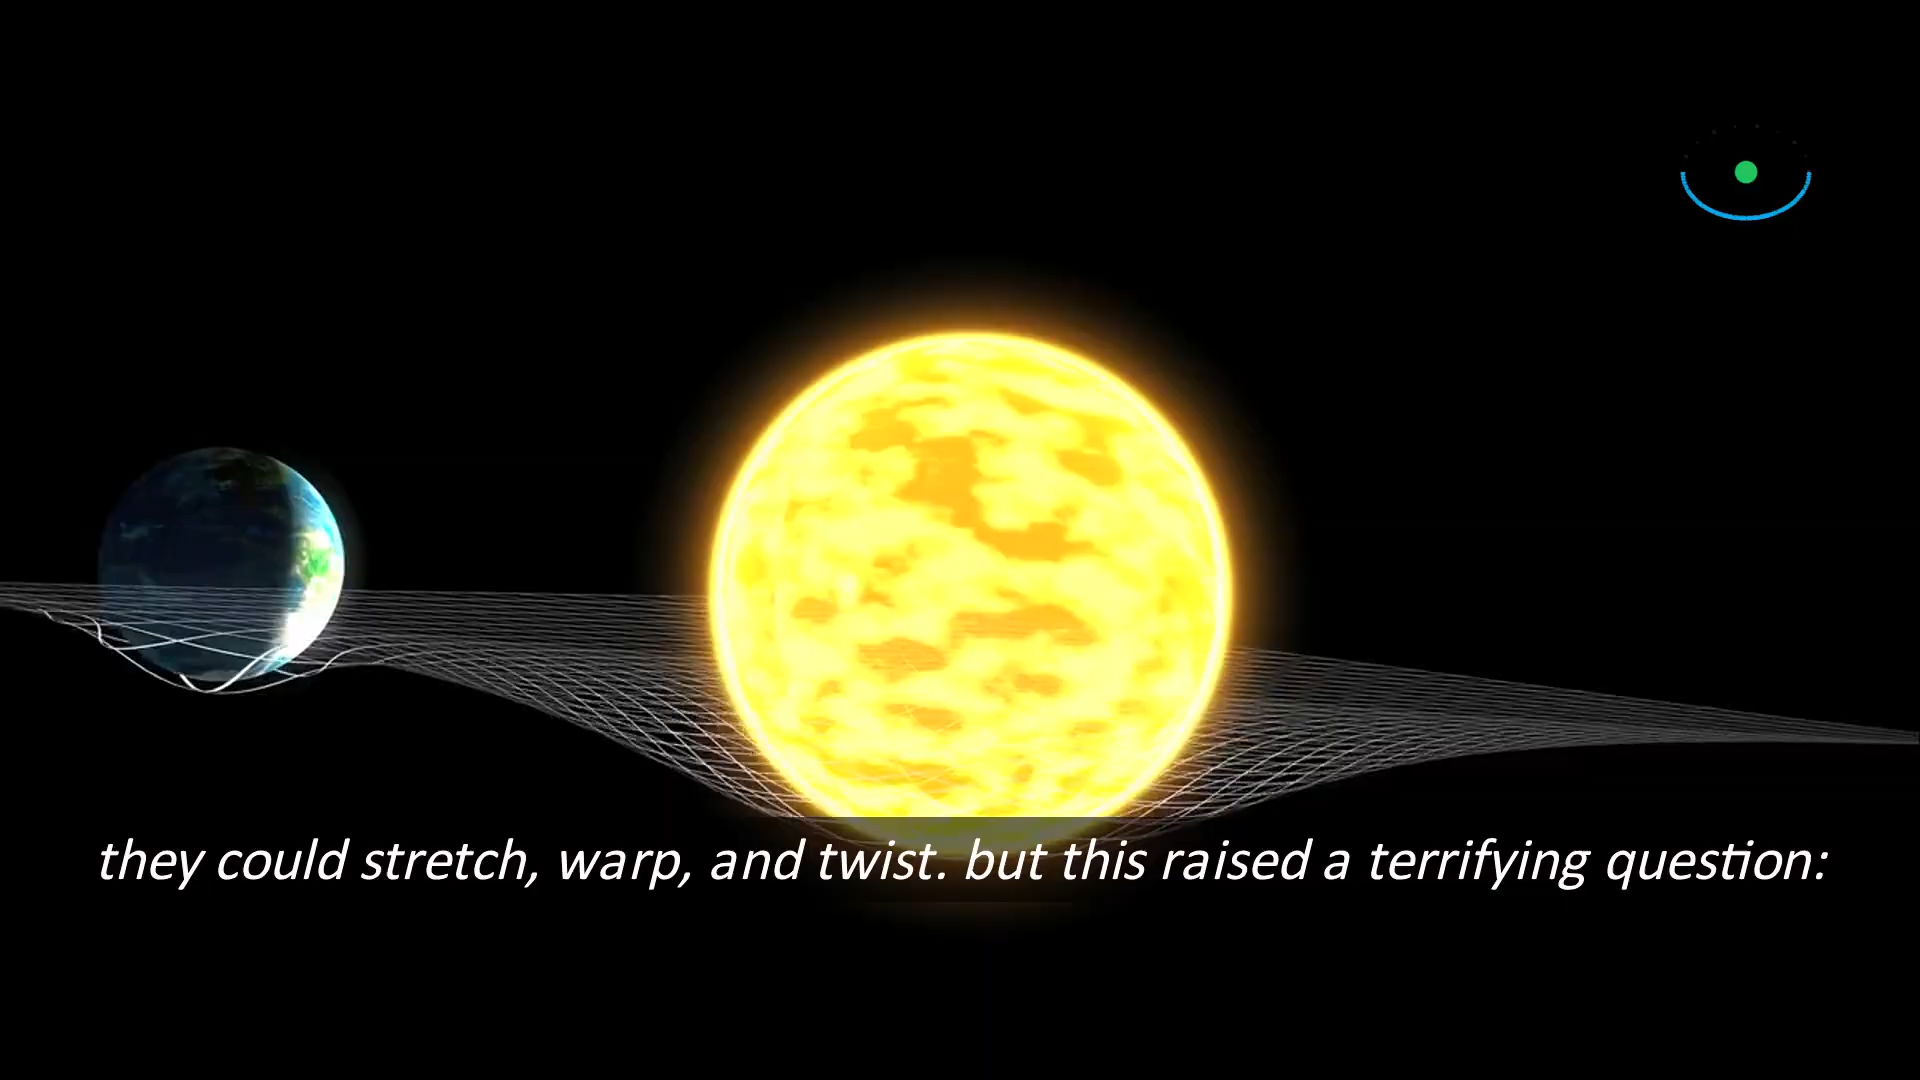 they could stretch, warp, and twist. but this raised a terrifying question: